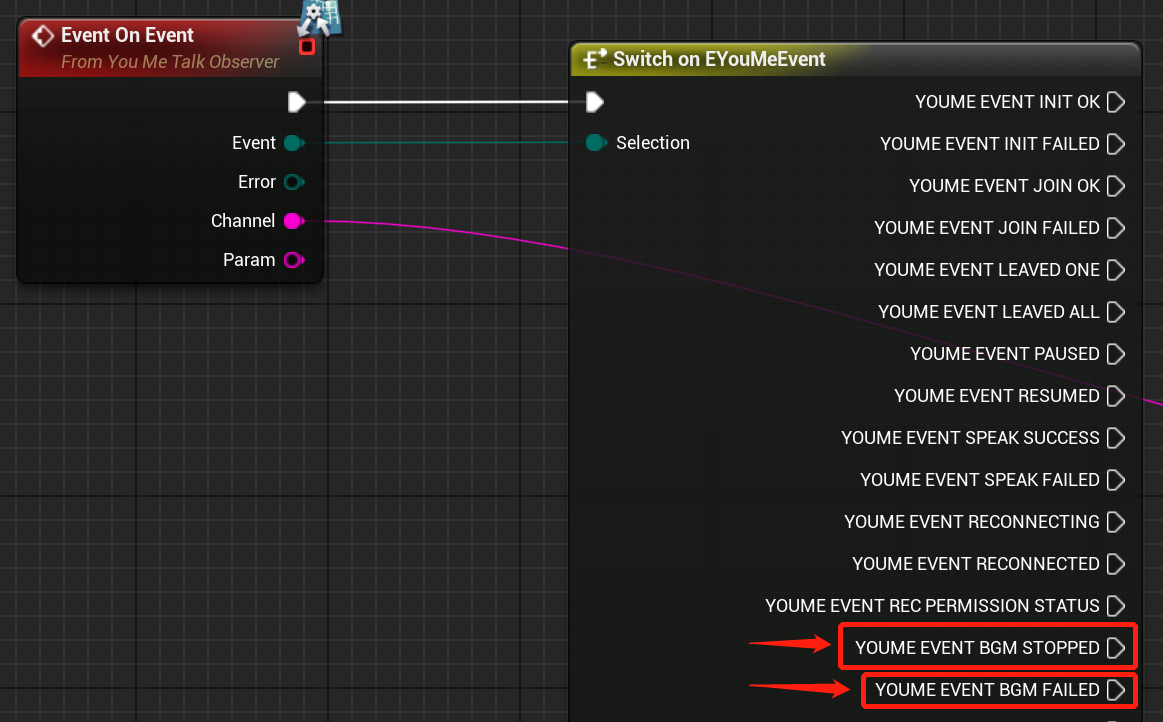 Event On Event
From You Me Talk Observer
Event
Error
Channel
Param
Switch on EYouMeEvent
Selection
YOUME EVENT INIT OK
YOUME EVENT INIT FAILED
YOUME EVENT JOIN OK
YOUME EVENT JOIN FAILED
YOUME EVENT LEAVED ONE
YOUME EVENT LEAVED ALL
YOUME EVENT PAUSED
YOUME EVENT RESUMED
YOUME EVENT SPEAK SUCCESS
YOUME EVENT SPEAK FAILED
YOUME EVENT RECONNECTING
YOUME EVENT RECONNECTED
YOUME EVENT REC PERMISSION STATUS
YOUME EVENT BGM STOPPED
YOUME EVENT BGM FAILED